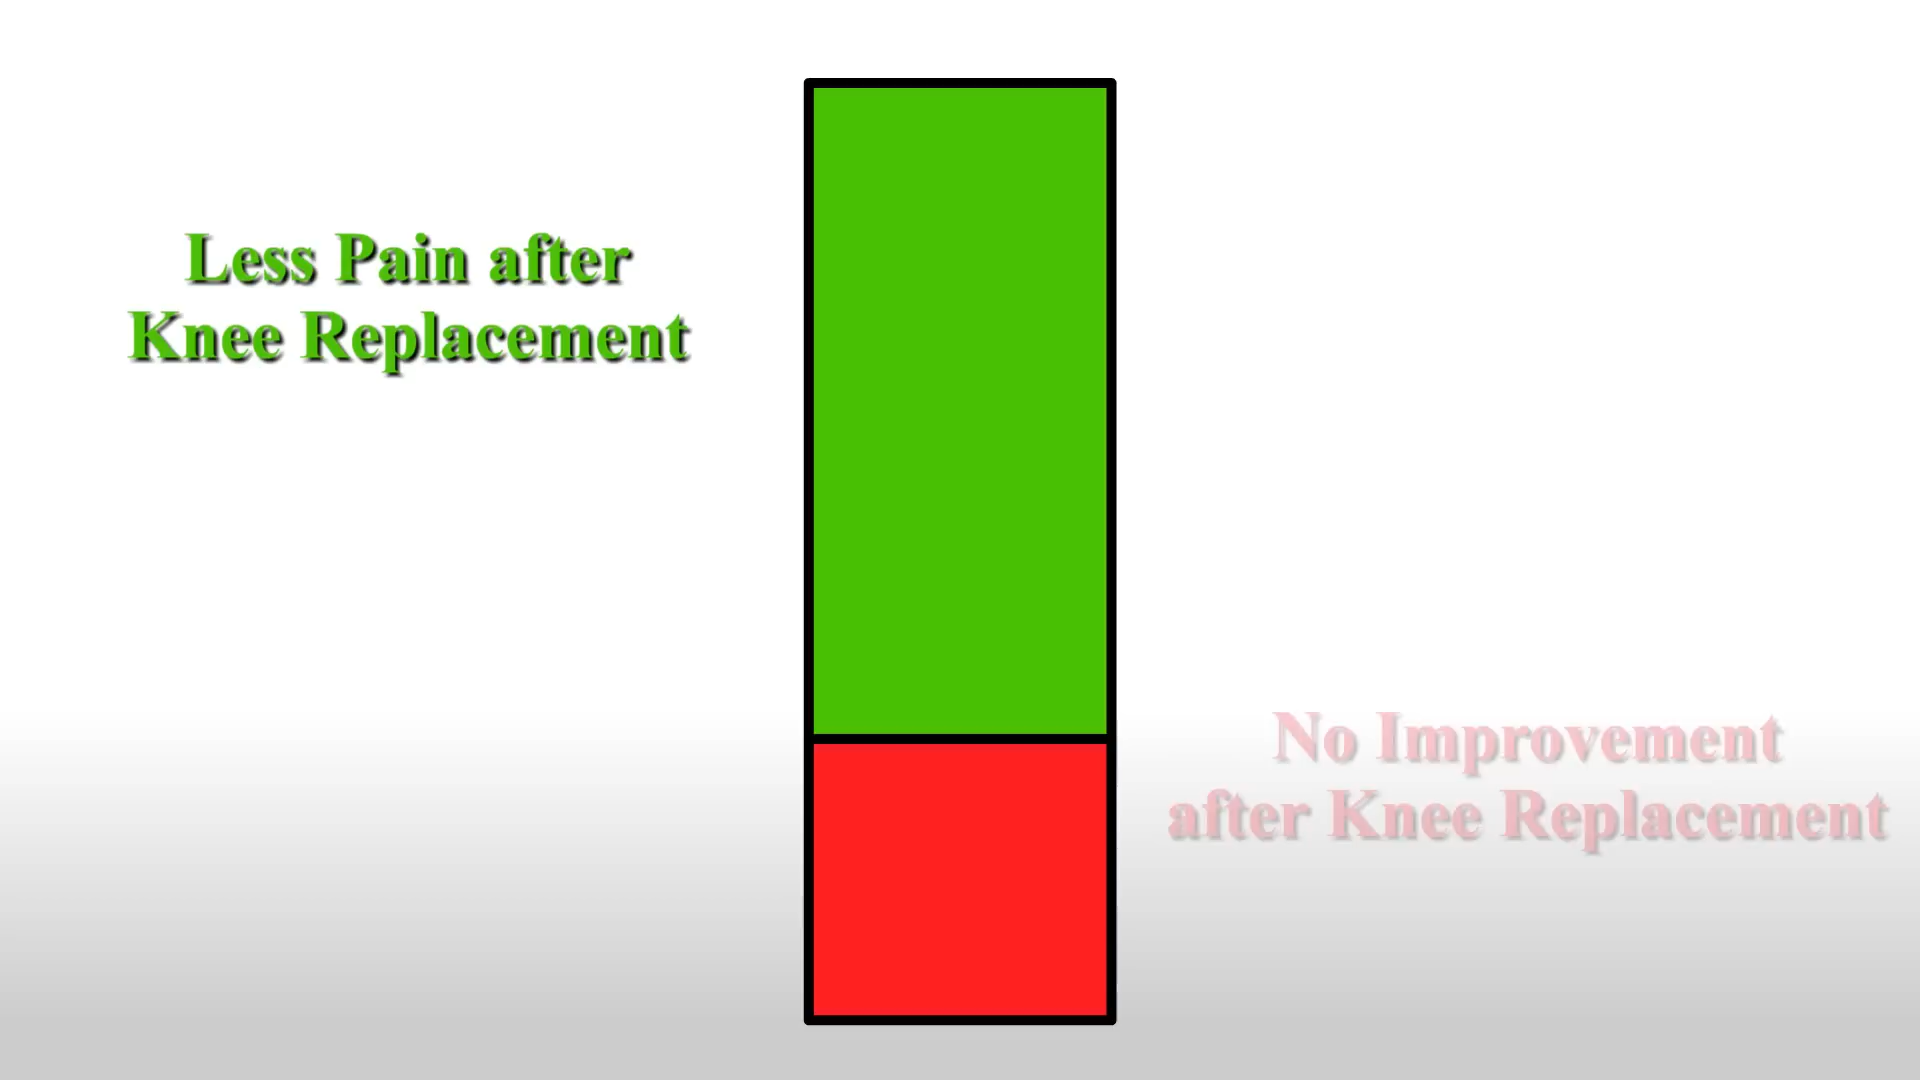 Less Pain after
Knee Replacement
No Improvement
after Knee Replacement